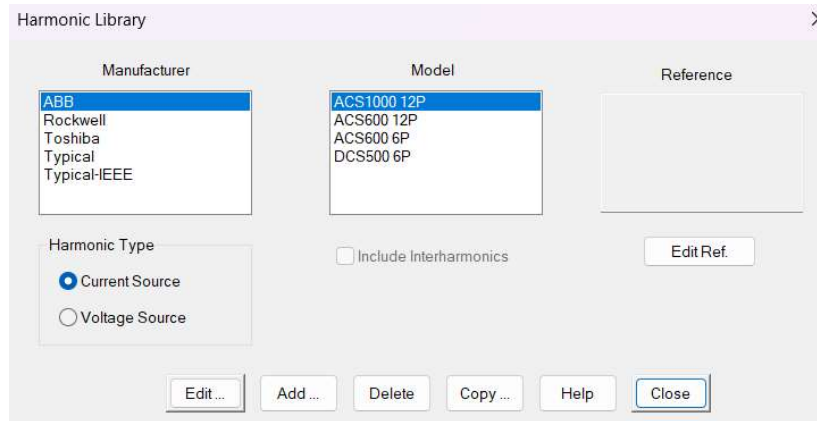 Harmonic Library
Manufacturer
Model
Reference
ABB
Rockwell
Toshiba
Typical
Typical-IEEE
ACS1000 12P
ACS600 12P
ACS600 6P
DCS500 6P
Harmonic Type
Current Source
Voltage Source
Include Interharmonics
Edit Ref.
Edit ...
Add ...
Delete
Copy ...
Help
Close